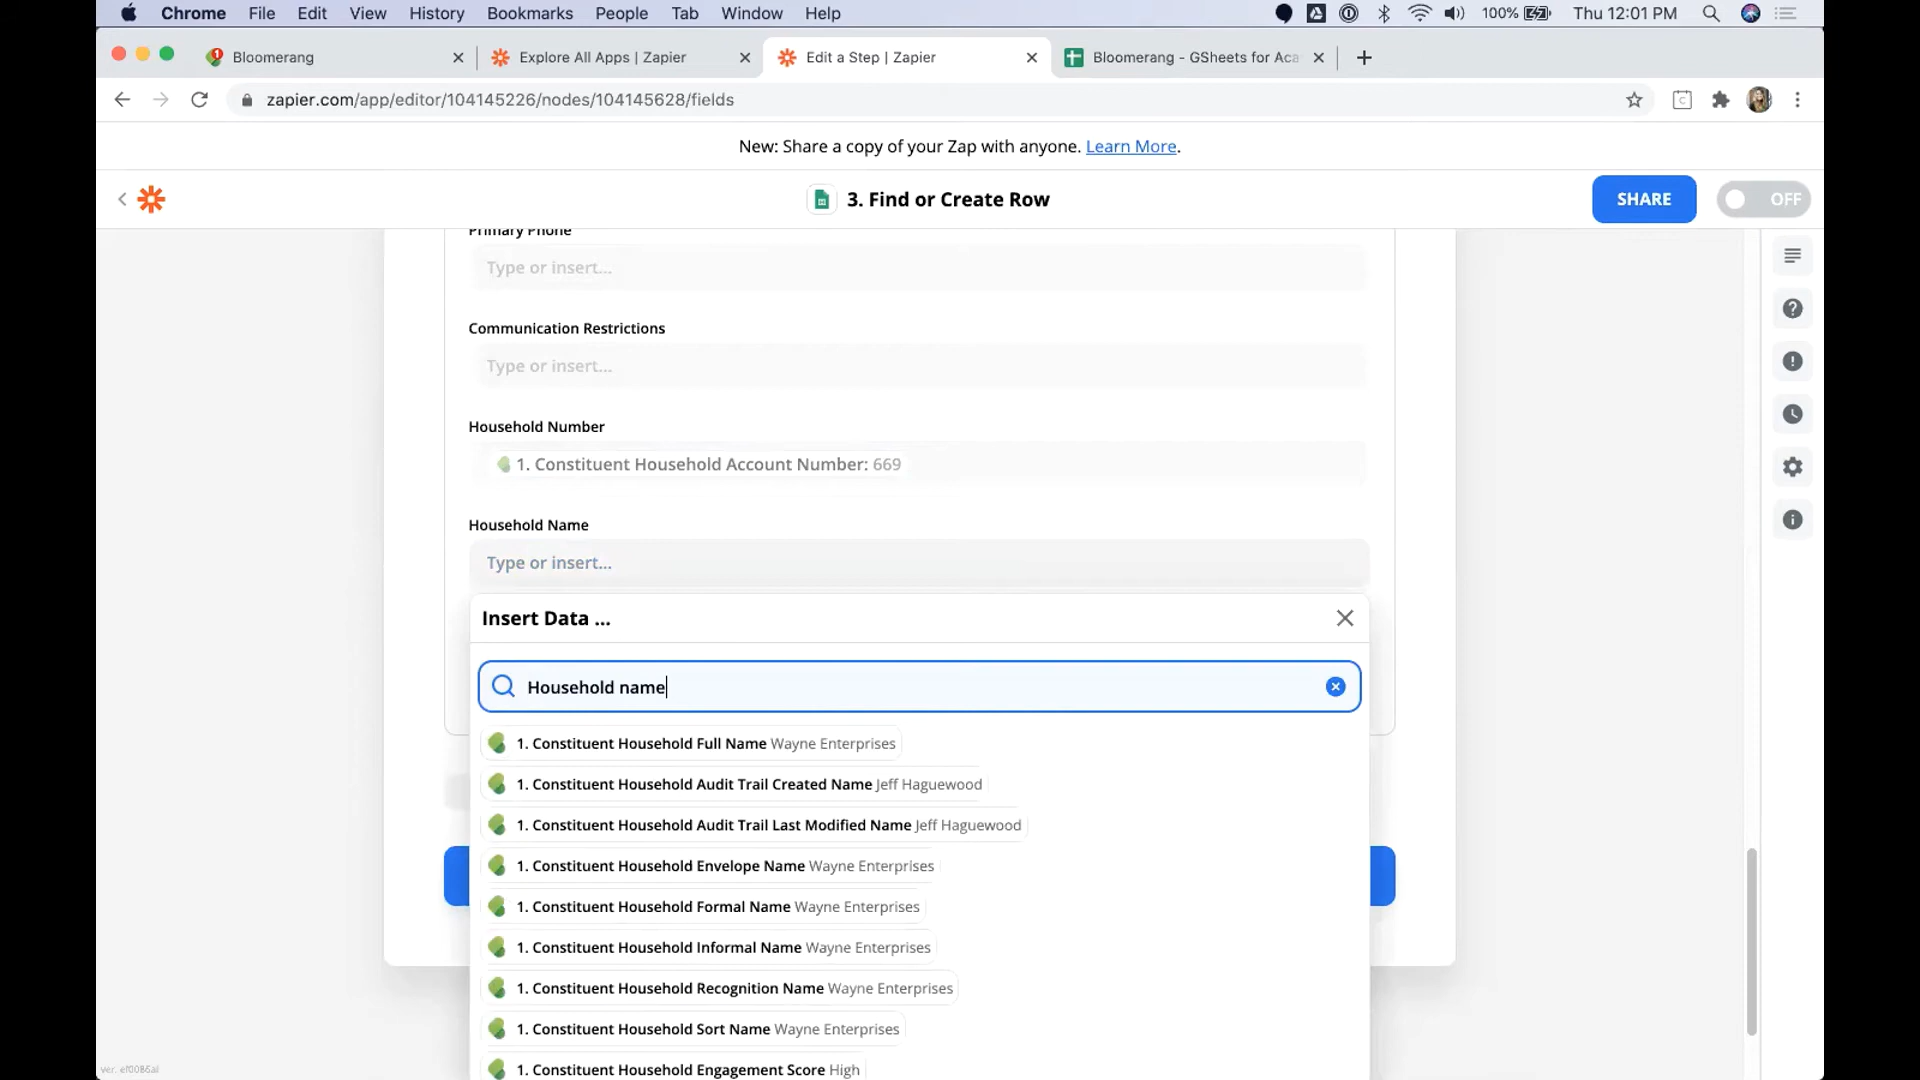 Chrome File Edit View History Bookmarks People Tab Window Help 100% Thu 12:01 PM
Bloomerang Explore All Apps | Zapier Edit a Step | Zapier Bloomerang - GSheets for Aca
zapier.com/app/editor/104145226/nodes/104145628/fields
New: Share a copy of your Zap with anyone. Learn More.
3. Find or Create Row SHARE OFF
Primary Phone
Type or insert...
Communication Restrictions
Type or insert...
Household Number
1. Constituent Household Account Number: 669
Household Name
Type or insert...
Insert Data ...
Household name
1. Constituent Household Full Name Wayne Enterprises
1. Constituent Household Audit Trail Created Name Jeff Haguewood
1. Constituent Household Audit Trail Last Modified Name Jeff Haguewood
1. Constituent Household Envelope Name Wayne Enterprises
1. Constituent Household Formal Name Wayne Enterprises
1. Constituent Household Informal Name Wayne Enterprises
1. Constituent Household Recognition Name Wayne Enterprises
1. Constituent Household Sort Name Wayne Enterprises
1. Constituent Household Engagement Score High